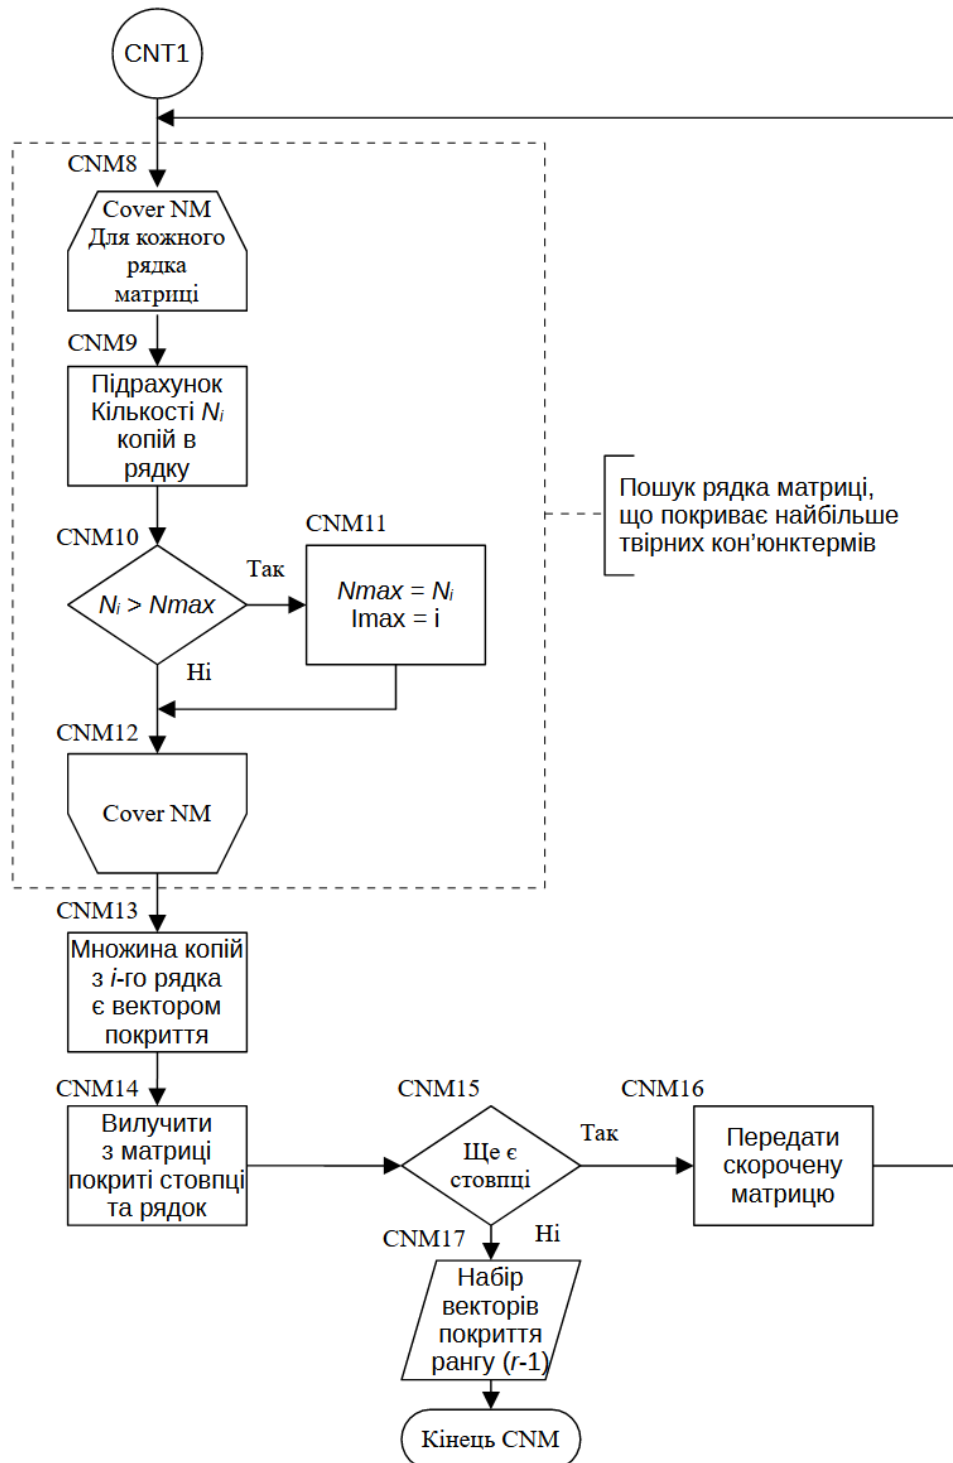 CNT1
CNM8
Cover NM
Для кожного
рядка
матриці
CNM9
Підрахунок
Кількості Ni
копій в
рядку
CNM10
Ni > Nmax
Так
Ні
CNM11
Nmax = Ni
Imax = i
Пошук рядка матриці,
що покриває найбільше
твірних кон’юнктермів
CNM12
Cover NM
CNM13
Множина копій
з i-го рядка
є вектором
покриття
CNM14
Вилучити
з матриці
покриті стовпці
та рядок
CNM15
Ще є
стовпці
Так
Ні
CNM16
Передати
скорочену
матрицю
CNM17
Набір
векторів
покриття
рангу (r-1)
Кінець CNM